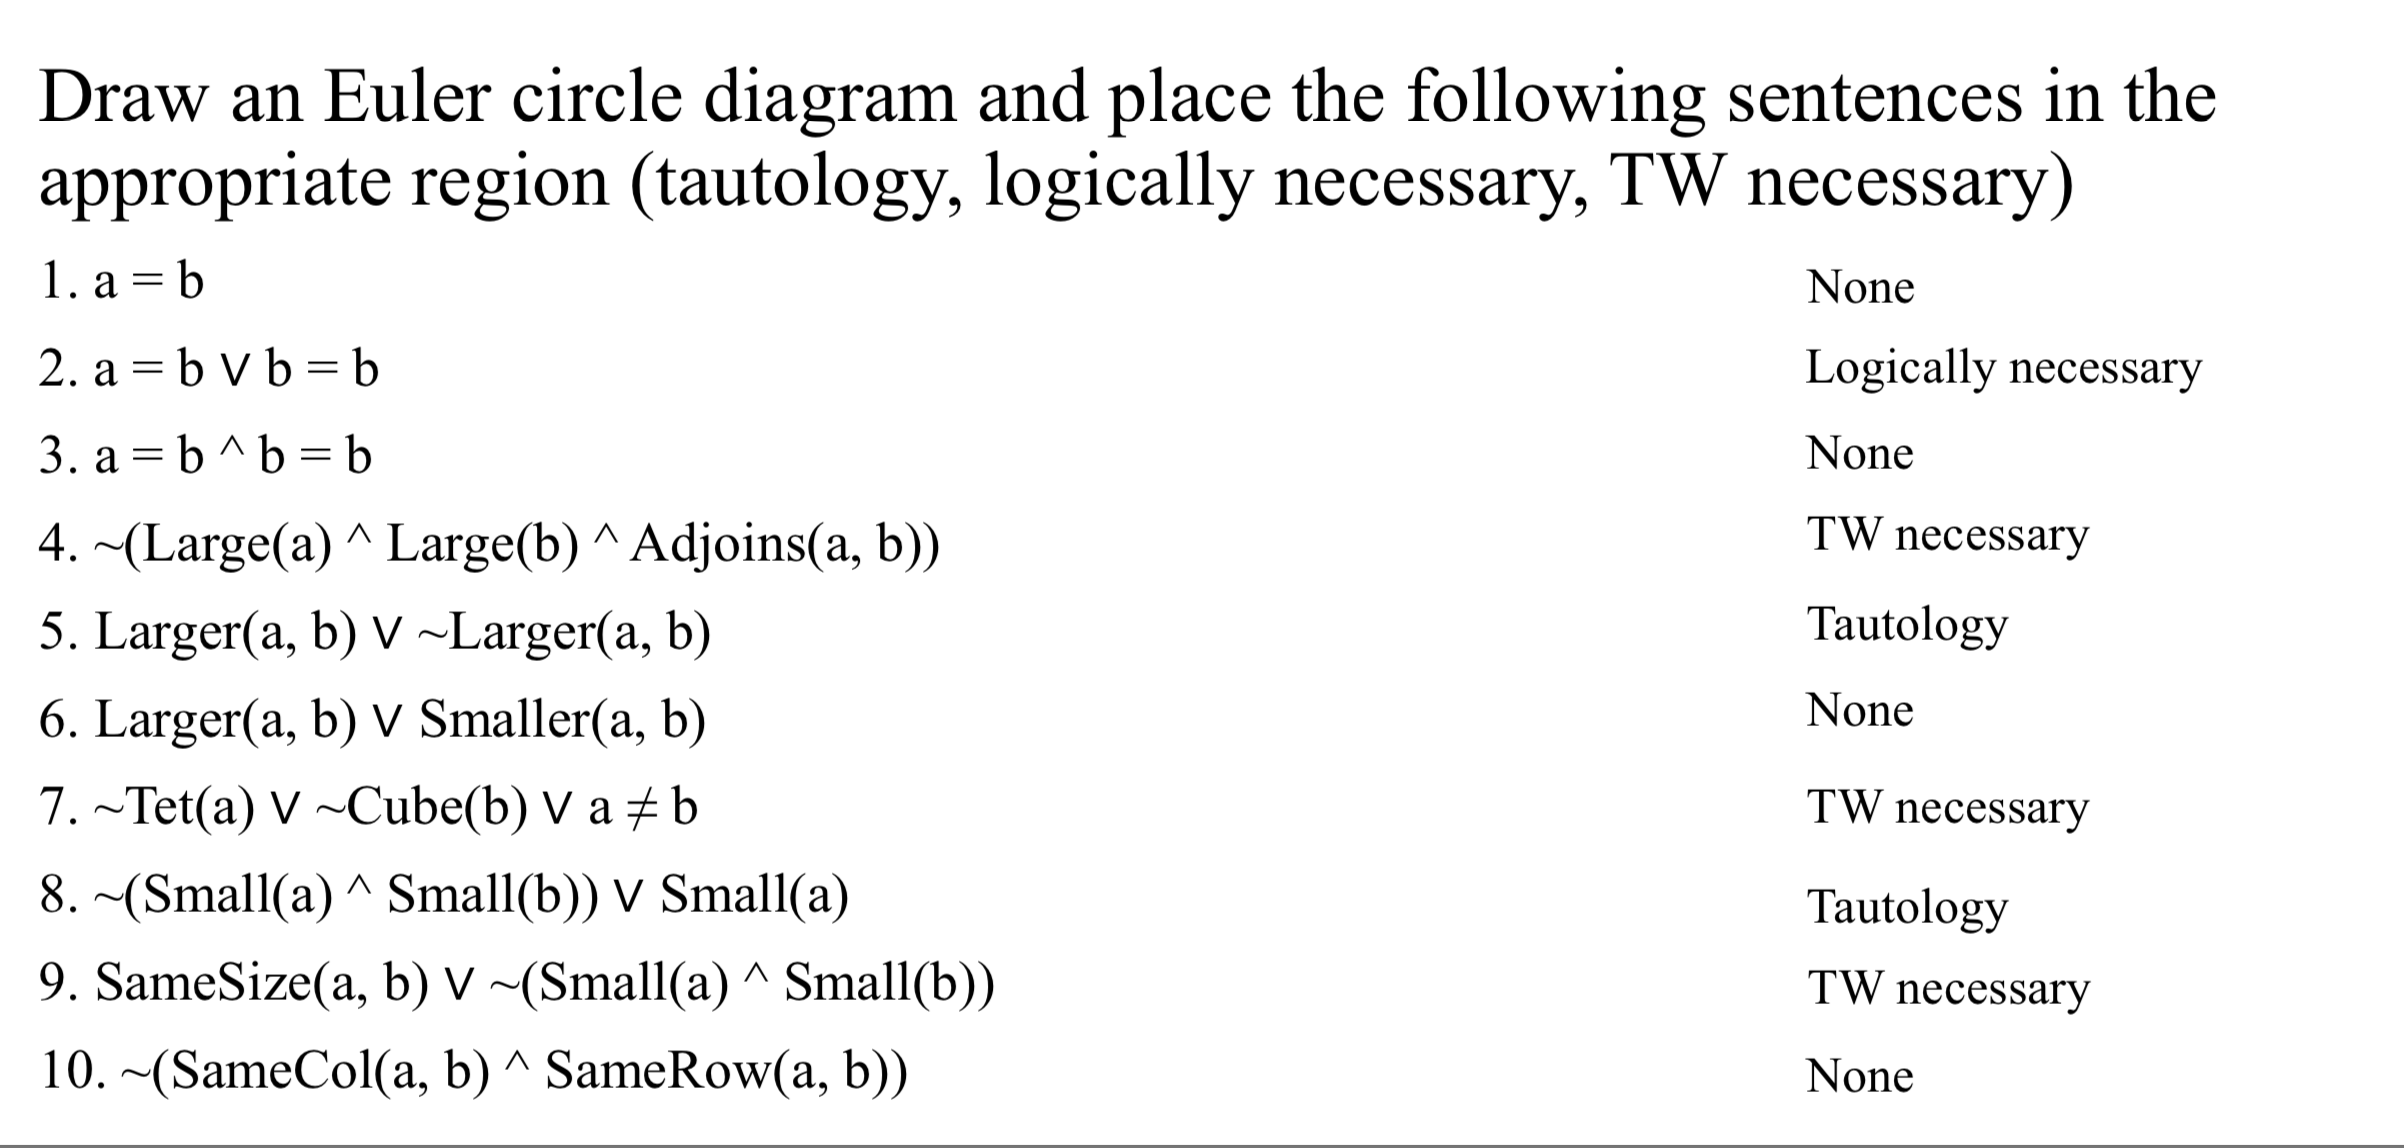 Draw an Euler circle diagram and place the following sentences in the
appropriate region (tautology, logically necessary, TW necessary)
1. a = b None
2. a = b ∨ b = b Logically necessary
3. a = b ^ b = b None
4. ~(Large(a) ^ Large(b) ^ Adjoins(a, b)) TW necessary
5. Larger(a, b) ∨ ~Larger(a, b) Tautology
6. Larger(a, b) ∨ Smaller(a, b) None
7. ~Tet(a) ∨ ~Cube(b) ∨ a ≠ b TW necessary
8. ~(Small(a) ^ Small(b)) ∨ Small(a) Tautology
9. SameSize(a, b) ∨ ~(Small(a) ^ Small(b)) TW necessary
10. ~(SameCol(a, b) ^ SameRow(a, b)) None